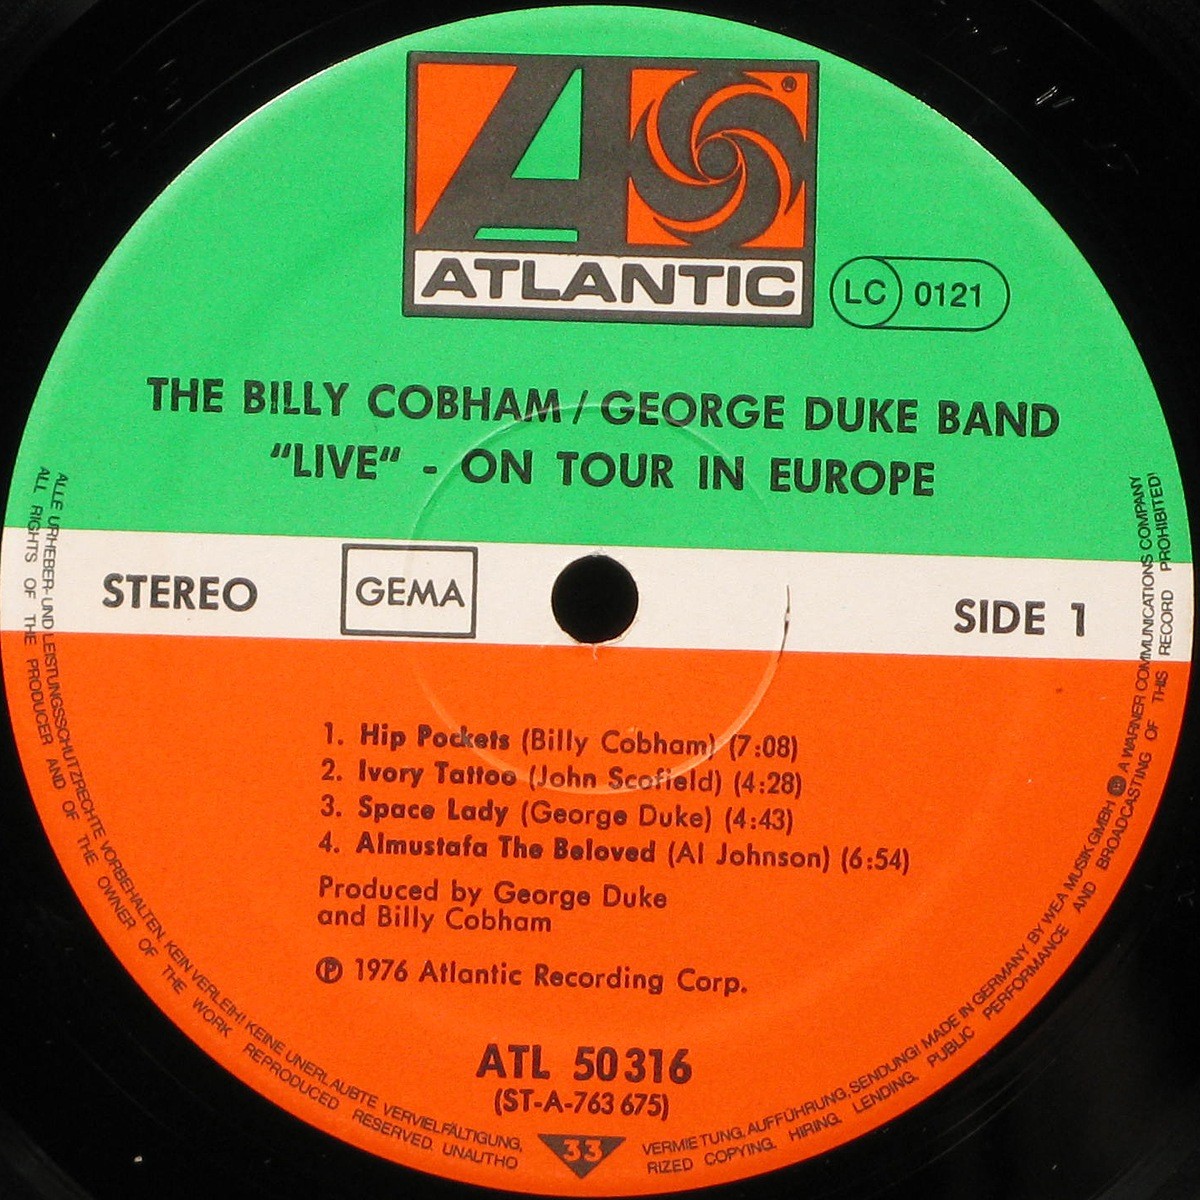 ATLANTIC
®
LC 0121
THE BILLY COBHAM / GEORGE DUKE BAND
"LIVE" - ON TOUR IN EUROPE
STEREO
GEMA
SIDE 1
1. Hip Pockets (Billy Cobham) (7:08)
2. Ivory Tattoo (John Scofield) (4:28)
3. Space Lady (George Duke) (4:43)
4. Almustafa The Beloved (Al Johnson) (6:54)
Produced by George Duke
and Billy Cobham
℗ 1976 Atlantic Recording Corp.
ATL 50 316
(ST-A-763 675)
33
ALLE URHEBER- UND LEISTUNGSSCHUTZRECHTE VORBEHALTEN. KEIN VERLEIH! KEINE UNERLAUBTE VERVIELFÄLTIGUNG, VERMIETUNG, AUFFÜHRUNG, SENDUNG! MADE IN GERMANY BY WEA MUSIK GMBH ℗ A WARNER COMMUNICATIONS COMPANY
ALL RIGHTS OF THE PRODUCER AND OF THE OWNER OF THE WORK REPRODUCED RESERVED. UNAUTHORIZED COPYING, HIRING, LENDING, PUBLIC PERFORMANCE AND BROADCASTING OF THIS RECORD PROHIBITED!